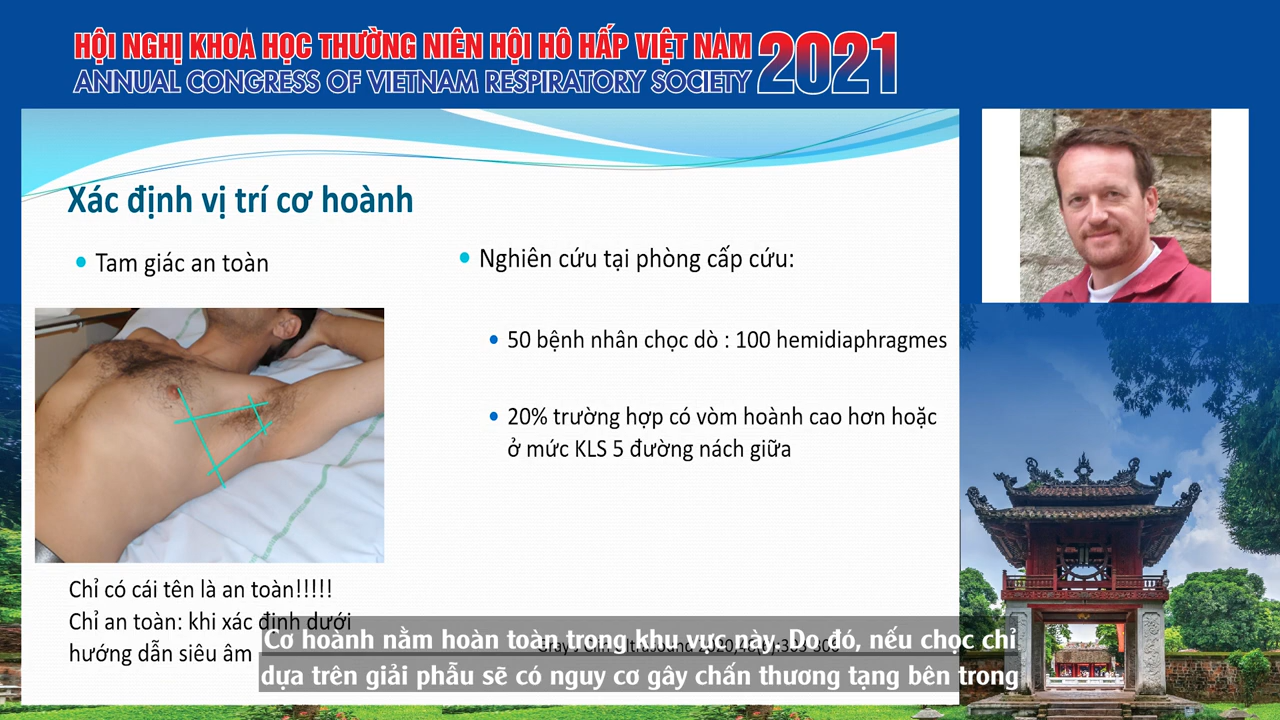 HỘI NGHỊ KHOA HỌC THƯỜNG NIÊN HỘI HÔ HẤP VIỆT NAM 2021
ANNUAL CONGRESS OF VIETNAM RESPIRATORY SOCIETY
Xác định vị trí cơ hoành
Tam giác an toàn
Chỉ có cái tên là an toàn!!!!!
Chỉ an toàn: khi xác định dưới
hướng dẫn siêu âm
Nghiên cứu tại phòng cấp cứu:
50 bệnh nhân chọc dò : 100 hemidiaphragmes
20% trường hợp có vòm hoành cao hơn hoặc
ở mức KLS 5 đường nách giữa
Cơ hoành nằm hoàn toàn trong khu vực này. Do đó, nếu chọc chỉ
dựa trên giải phẫu sẽ có nguy cơ gây chấn thương tạng bên trong